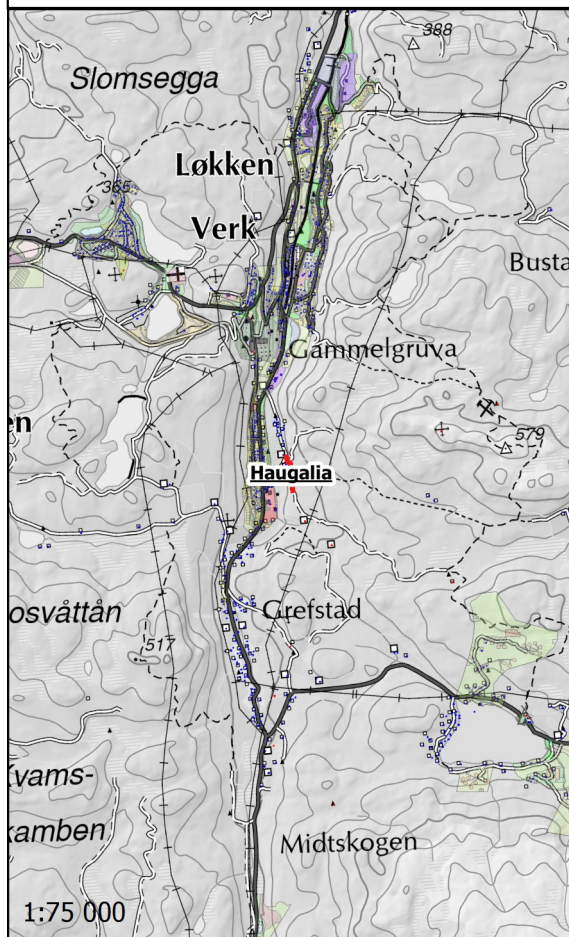 388
Slomsegga
Løkken
365
Verk
Busta
Gammelgruva
en
579
Haugalia
osvåttån
Grefstad
517
Kvams-
kamben
Midtskogen
1:75 000